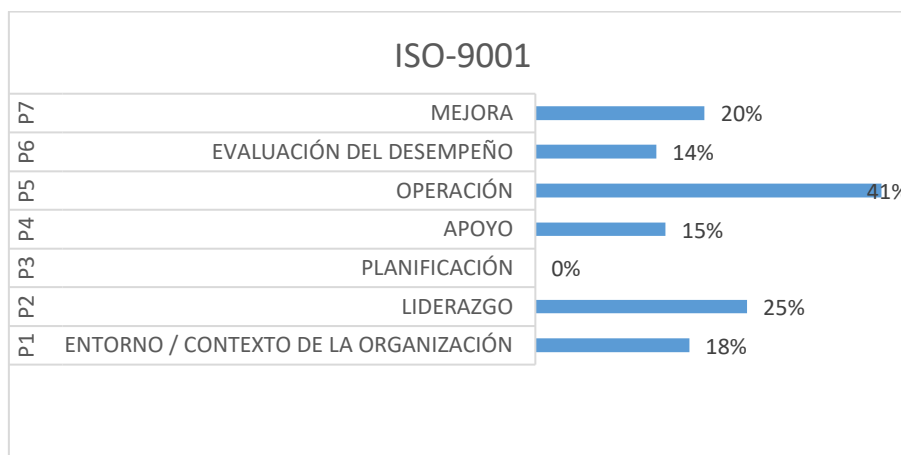 ISO-9001
P7 MEJORA 20%
P6 EVALUACIÓN DEL DESEMPEÑO 14%
P5 OPERACIÓN 41%
P4 APOYO 15%
P3 PLANIFICACIÓN 0%
P2 LIDERAZGO 25%
P1 ENTORNO / CONTEXTO DE LA ORGANIZACIÓN 18%